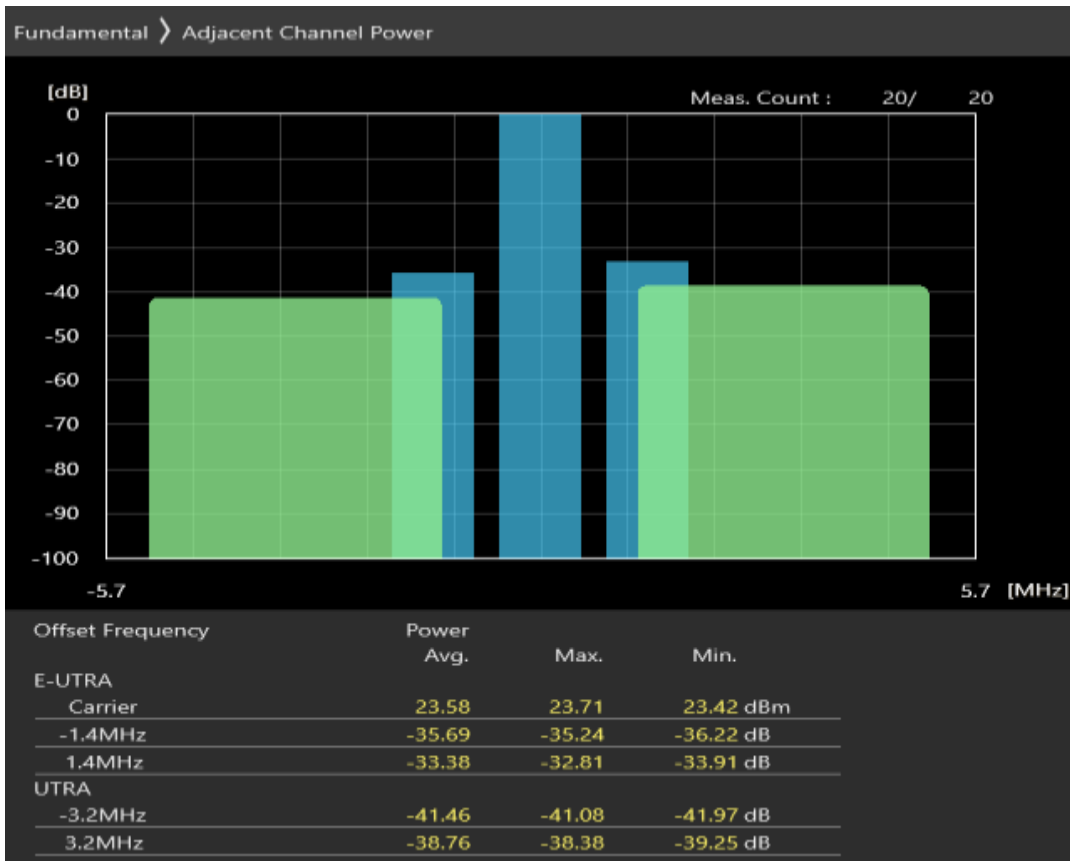 Fundamental 〉 Adjacent Channel Power
[dB]
Meas. Count : 20/ 20
0
-10
-20
-30
-40
-50
-60
-70
-80
-90
-100
-5.7 5.7 [MHz]
Offset Frequency Power
Avg. Max. Min.
E-UTRA
Carrier 23.58 23.71 23.42 dBm
-1.4MHz -35.69 -35.24 -36.22 dB
1.4MHz -33.38 -32.81 -33.91 dB
UTRA
-3.2MHz -41.46 -41.08 -41.97 dB
3.2MHz -38.76 -38.38 -39.25 dB